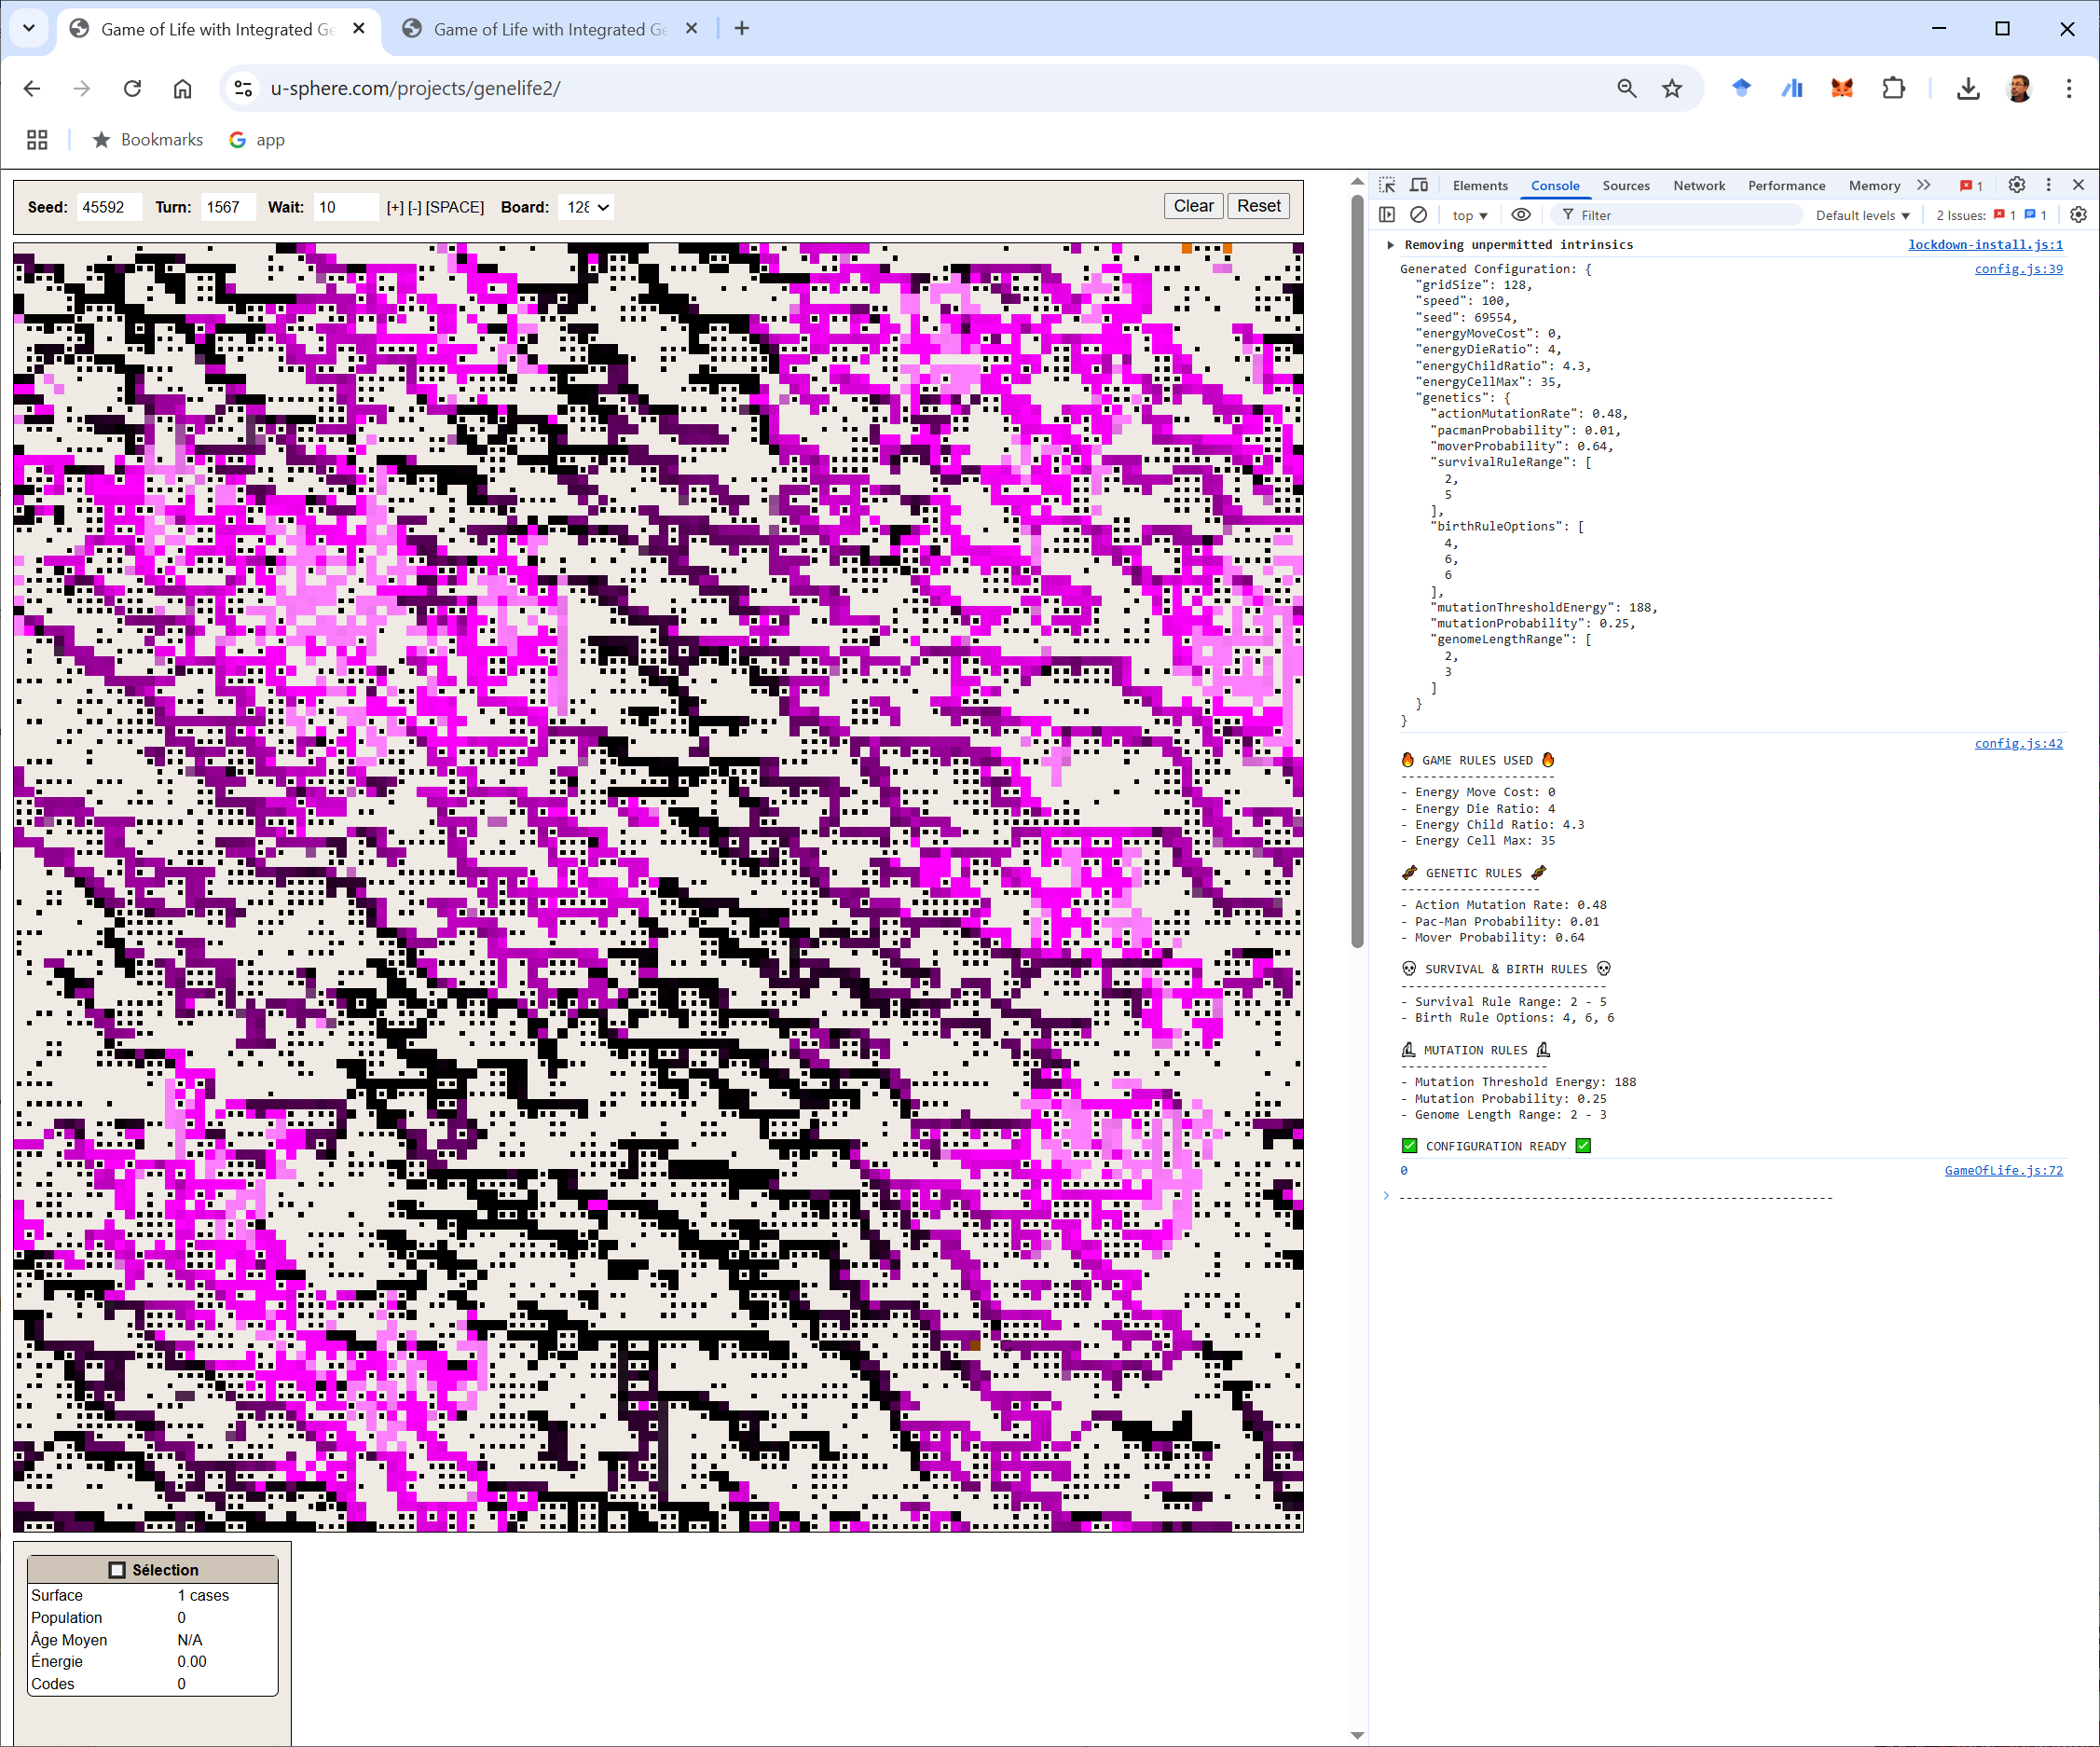 Game of Life with Integrated Ge
Game of Life with Integrated Ge
u-sphere.com/projects/genelife2/
Bookmarks
app
Seed: 45592 Turn: 1567 Wait: 10 [+] [-] [SPACE] Board: 128 Clear Reset
Sélection
Surface 1 cases
Population 0
Âge Moyen N/A
Énergie 0.00
Codes 0
Elements Console Sources Network Performance Memory 1
top Filter Default levels 2 Issues: 1 1
Removing unpermitted intrinsics lockdown-install.js:1
Generated Configuration: { config.js:39
"gridSize": 128,
"speed": 100,
"seed": 69554,
"energyMoveCost": 0,
"energyDieRatio": 4,
"energyChildRatio": 4.3,
"energyCellMax": 35,
"genetics": {
"actionMutationRate": 0.48,
"pacmanProbability": 0.01,
"moverProbability": 0.64,
"survivalRuleRange": [
2,
5
],
"birthRuleOptions": [
4,
6,
6
],
"mutationThresholdEnergy": 188,
"mutationProbability": 0.25,
"genomeLengthRange": [
2,
3
]
}
}
config.js:42
🔥 GAME RULES USED 🔥
---------------------
- Energy Move Cost: 0
- Energy Die Ratio: 4
- Energy Child Ratio: 4.3
- Energy Cell Max: 35
GENETIC RULES
-------------------
- Action Mutation Rate: 0.48
- Pac-Man Probability: 0.01
- Mover Probability: 0.64
💀 SURVIVAL & BIRTH RULES 💀
----------------------------
- Survival Rule Range: 2 - 5
- Birth Rule Options: 4, 6, 6
MUTATION RULES
--------------------
- Mutation Threshold Energy: 188
- Mutation Probability: 0.25
- Genome Length Range: 2 - 3
✅ CONFIGURATION READY ✅
0 GameOfLife.js:72
-----------------------------------------------------------